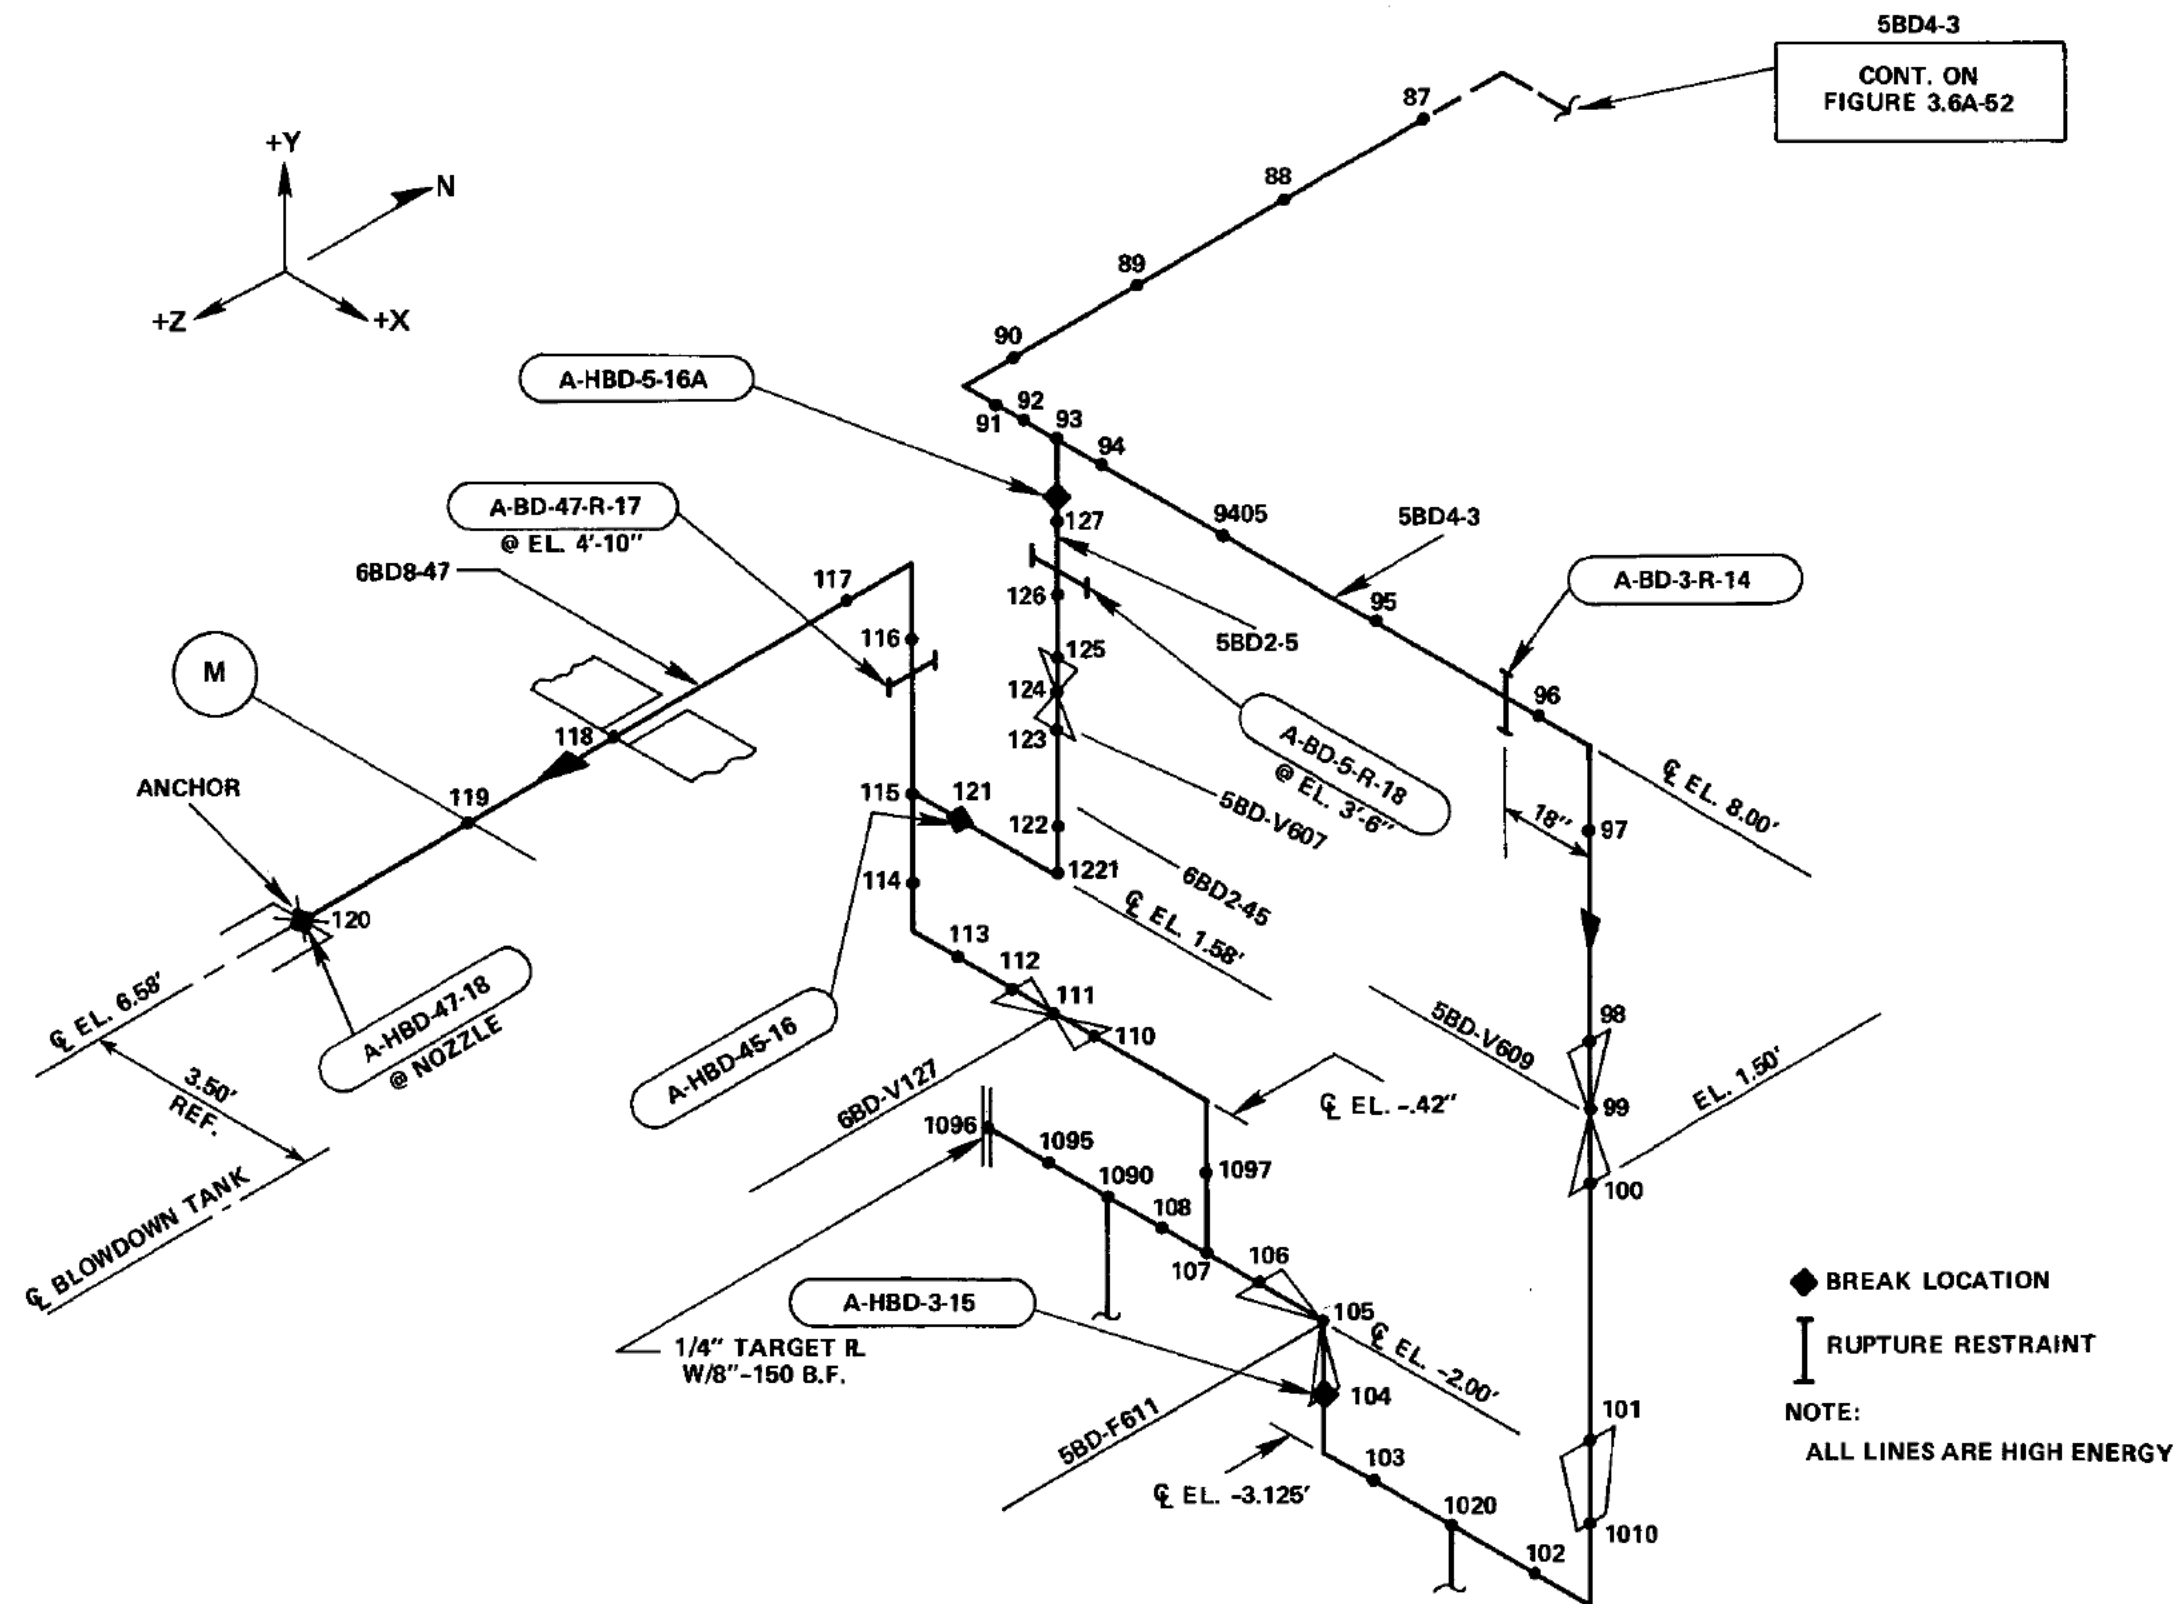 5BD4-3
CONT. ON
FIGURE 3.6A-52
87
+Y
N
88
+Z
+X
89
90
A-HBD-5-16A
92
91
93
94
A-BD-47-R-17
@ EL. 4'-10"
127
9405
5BD4-3
6BD8-47
117
126
95
A-BD-3-R-14
116
125
5BD2-5
M
124
96
118
123
A-BD-5-R-18
@ EL. 3'-6"
℄ EL. 8.00'
ANCHOR
119
115
121
122
5BD-V607
18"
97
114
1221
6BD2-45
120
℄ EL. 1.58'
113
℄ EL. 6.58'
A-HBD-47-18
@ NOZZLE
112
111
110
A-HBD-45-16
5BD-V609
98
3.50'
REF.
6BD-V127
℄ EL. -.42"
99
EL. 1.50'
1096
1095
1097
1090
100
℄ BLOWDOWN TANK
108
107
106
BREAK LOCATION
A-HBD-3-15
105
℄ EL. -2.00'
1/4" TARGET PL
W/8"-150 B.F.
RUPTURE RESTRAINT
104
5BD-F611
101
NOTE:
ALL LINES ARE HIGH ENERGY
103
℄ EL. -3.125'
1020
1010
102